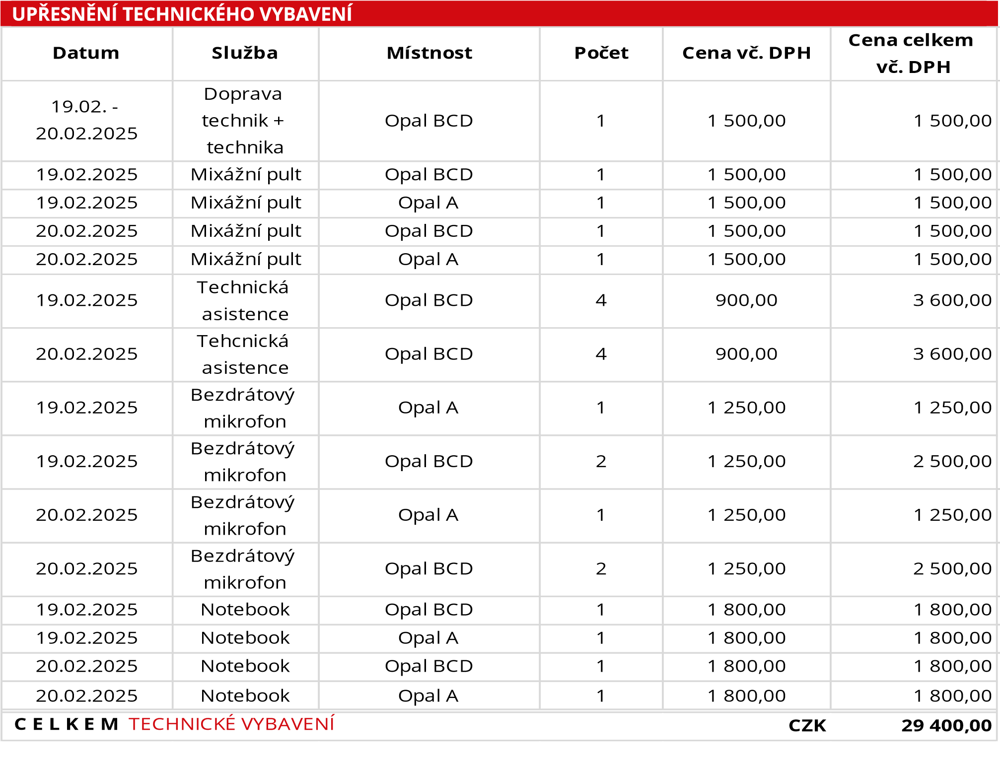 UPŘESNĚNÍ TECHNICKÉHO VYBAVENÍ
Datum Služba Místnost Počet Cena vč. DPH Cena celkem
vč. DPH
19.02. -
20.02.2025 Doprava
technik +
technika Opal BCD 1 1 500,00 1 500,00
19.02.2025 Mixážní pult Opal BCD 1 1 500,00 1 500,00
19.02.2025 Mixážní pult Opal A 1 1 500,00 1 500,00
20.02.2025 Mixážní pult Opal BCD 1 1 500,00 1 500,00
20.02.2025 Mixážní pult Opal A 1 1 500,00 1 500,00
19.02.2025 Technická
asistence Opal BCD 4 900,00 3 600,00
20.02.2025 Tehcnická
asistence Opal BCD 4 900,00 3 600,00
19.02.2025 Bezdrátový
mikrofon Opal A 1 1 250,00 1 250,00
19.02.2025 Bezdrátový
mikrofon Opal BCD 2 1 250,00 2 500,00
20.02.2025 Bezdrátový
mikrofon Opal A 1 1 250,00 1 250,00
20.02.2025 Bezdrátový
mikrofon Opal BCD 2 1 250,00 2 500,00
19.02.2025 Notebook Opal BCD 1 1 800,00 1 800,00
19.02.2025 Notebook Opal A 1 1 800,00 1 800,00
20.02.2025 Notebook Opal BCD 1 1 800,00 1 800,00
20.02.2025 Notebook Opal A 1 1 800,00 1 800,00
C E L K E M TECHNICKÉ VYBAVENÍ CZK 29 400,00